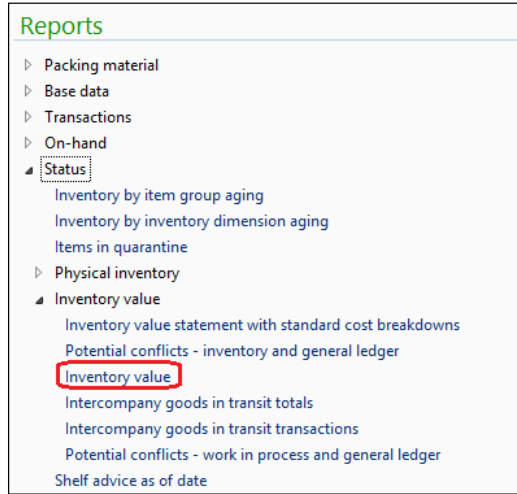 Reports
Packing material
Base data
Transactions
On-hand
Status
Inventory by item group aging
Inventory by inventory dimension aging
Items in quarantine
Physical inventory
Inventory value
Inventory value statement with standard cost breakdowns
Potential conflicts - inventory and general ledger
Inventory value
Intercompany goods in transit totals
Intercompany goods in transit transactions
Potential conflicts - work in process and general ledger
Shelf advice as of date